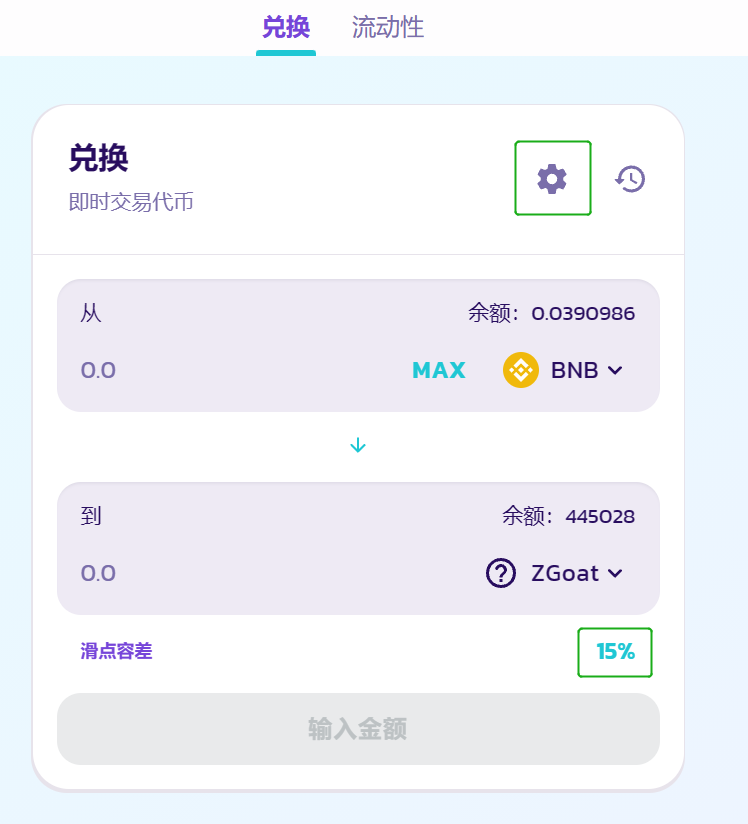 兑换 流动性
兑换
即时交易代币
从 余额：0.0390986
0.0 MAX BNB
到 余额：445028
0.0 ZGoat
滑点容差 15%
输入金额